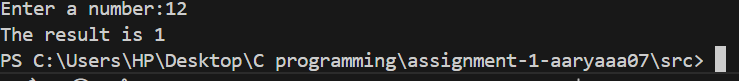 Enter a number:12
The result is 1
PS C:\Users\HP\Desktop\C programming\assignment-1-aaryaaa07\src>